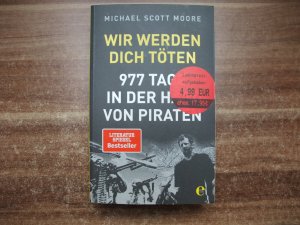 MICHAEL SCOTT MOORE
WIR WERDEN
DICH TÖTEN
977 TAG
IN DER H
VON PIRATEN
4,99 EUR
LITERATUR
SPIEGEL
Bestseller
e